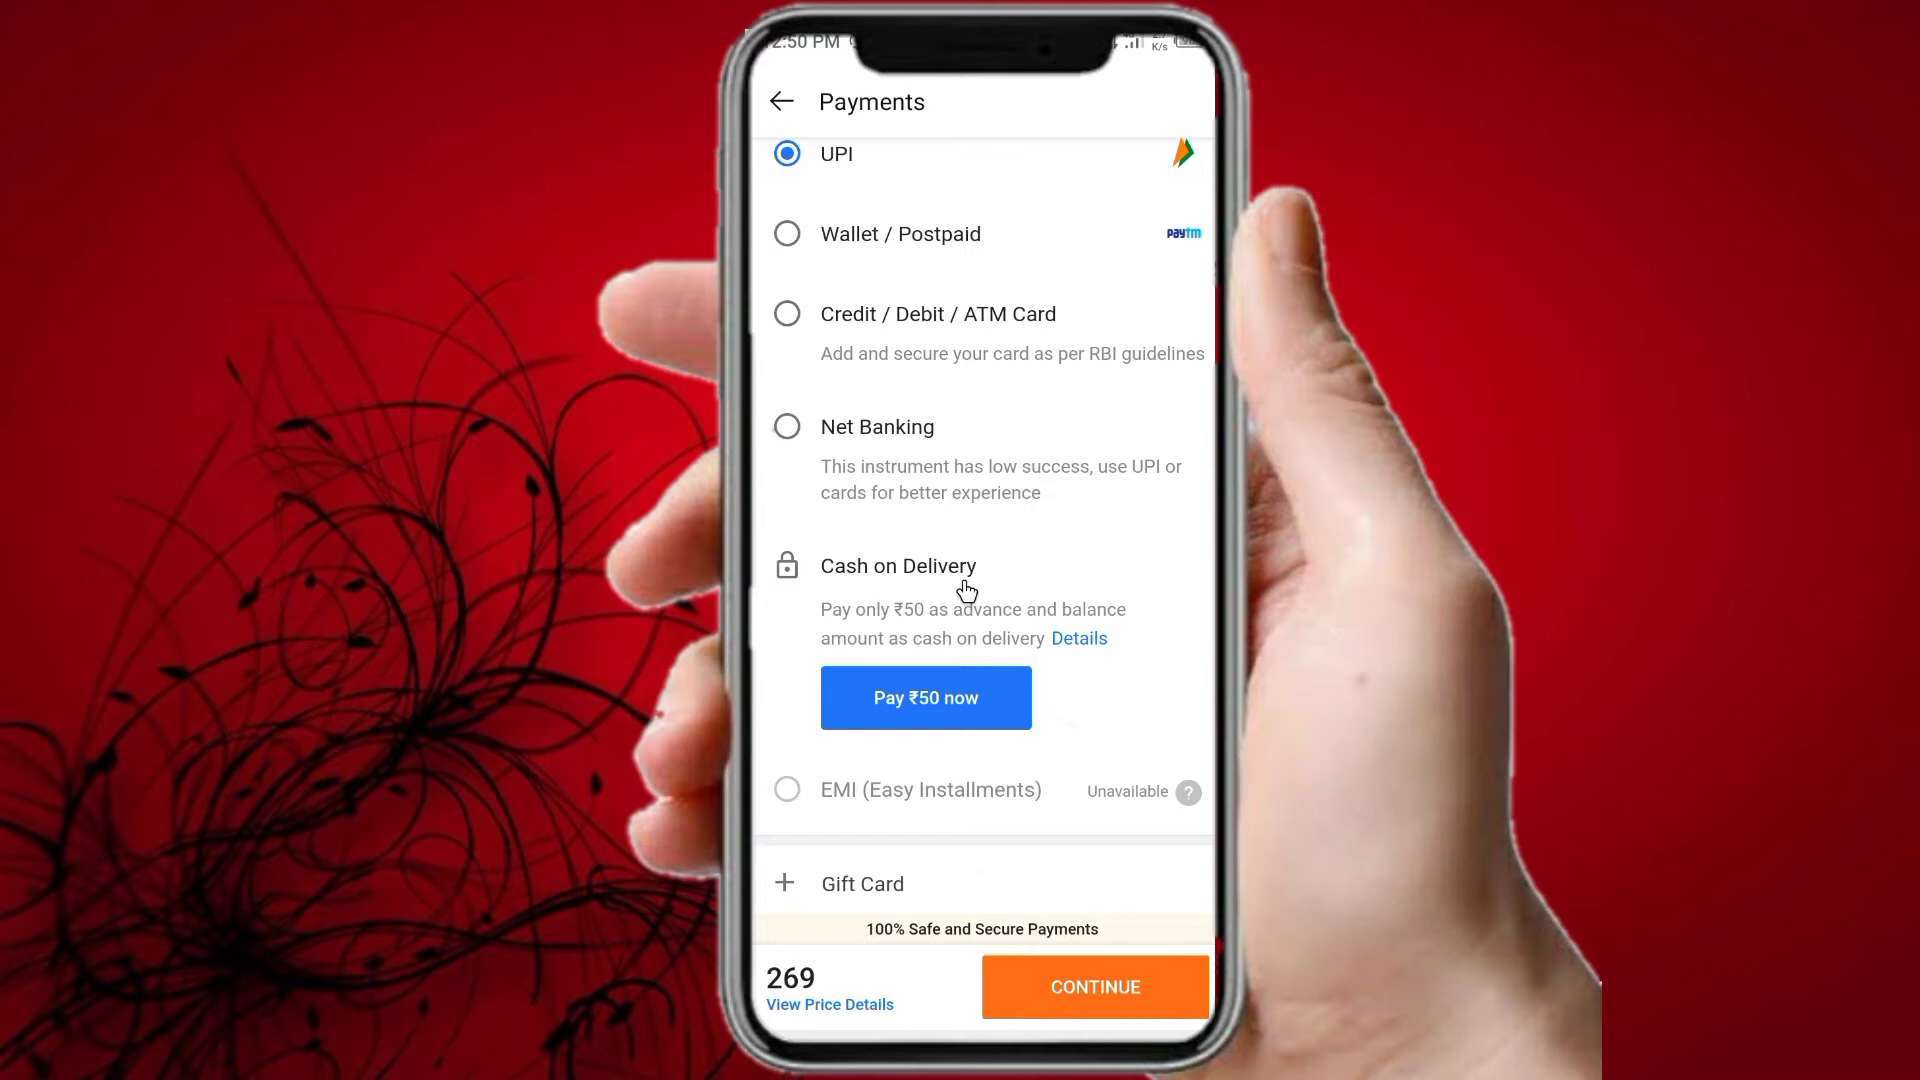 2:50 PM
K/s
Payments
UPI
Wallet / Postpaid
paytm
Credit / Debit / ATM Card
Add and secure your card as per RBI guidelines
Net Banking
This instrument has low success, use UPI or
cards for better experience
Cash on Delivery
Pay only ₹50 as advance and balance
amount as cash on delivery Details
Pay ₹50 now
EMI (Easy Installments)
Unavailable ?
Gift Card
100% Safe and Secure Payments
269
View Price Details
CONTINUE